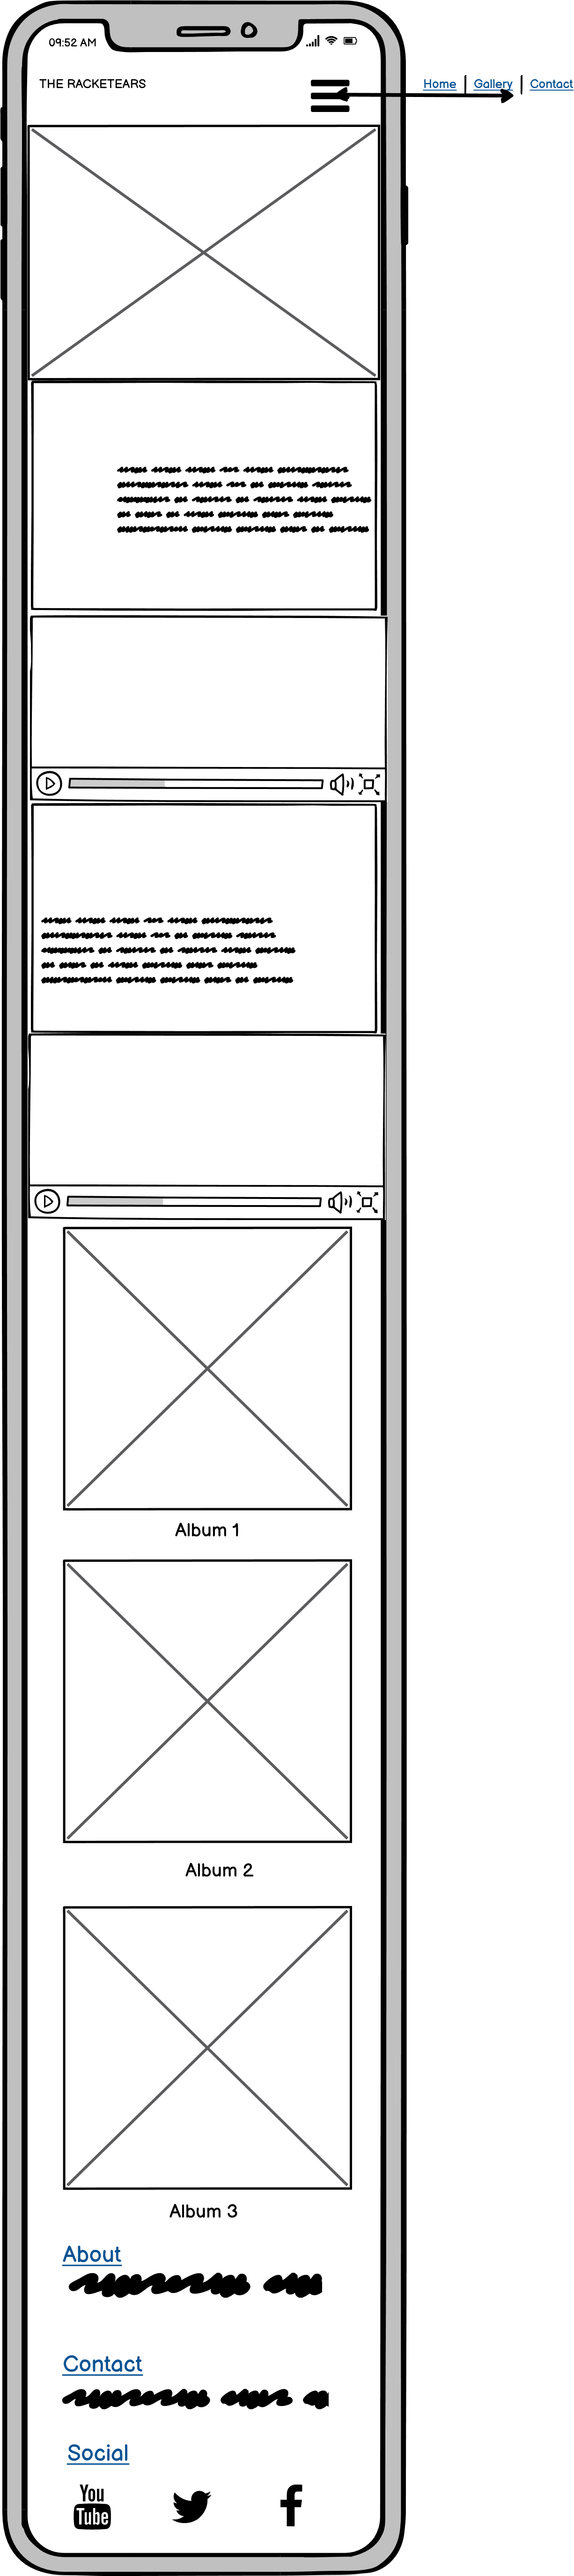 09:52 AM
THE RACKETEARS
Home | Gallery | Contact
Album 1
Album 2
Album 3
About
Contact
Social
You
Tube